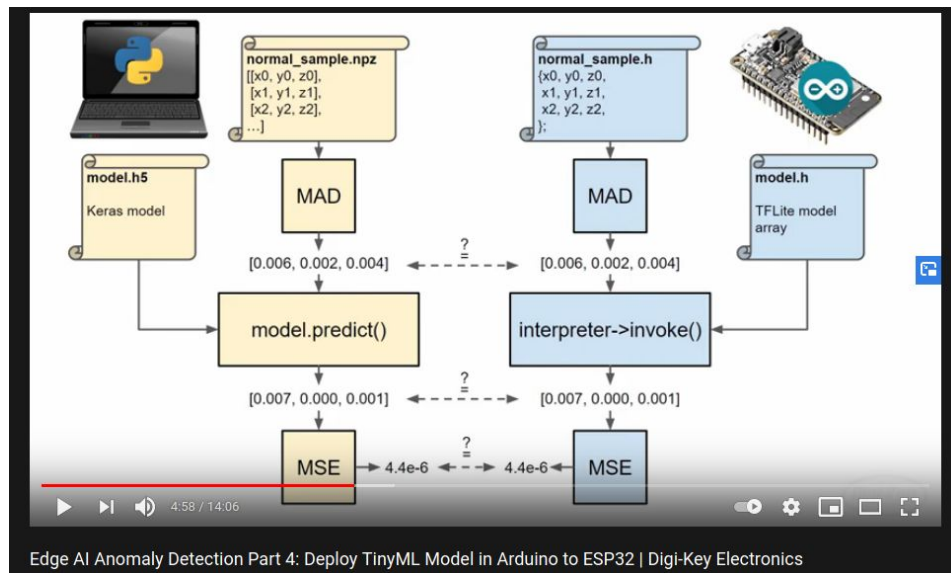 normal_sample.npz
[[x0, y0, z0],
[x1, y1, z1],
[x2, y2, z2],
...]
normal_sample.h
{x0, y0, z0,
x1, y1, z1,
x2, y2, z2,
};
model.h5
Keras model
MAD
MAD
model.h
TFLite model
array
[0.006, 0.002, 0.004]
?
=
[0.006, 0.002, 0.004]
model.predict()
interpreter->invoke()
[0.007, 0.000, 0.001]
?
=
[0.007, 0.000, 0.001]
MSE
4.4e-6
?
=
4.4e-6
MSE
4:58 / 14:06
Edge AI Anomaly Detection Part 4: Deploy TinyML Model in Arduino to ESP32 | Digi-Key Electronics